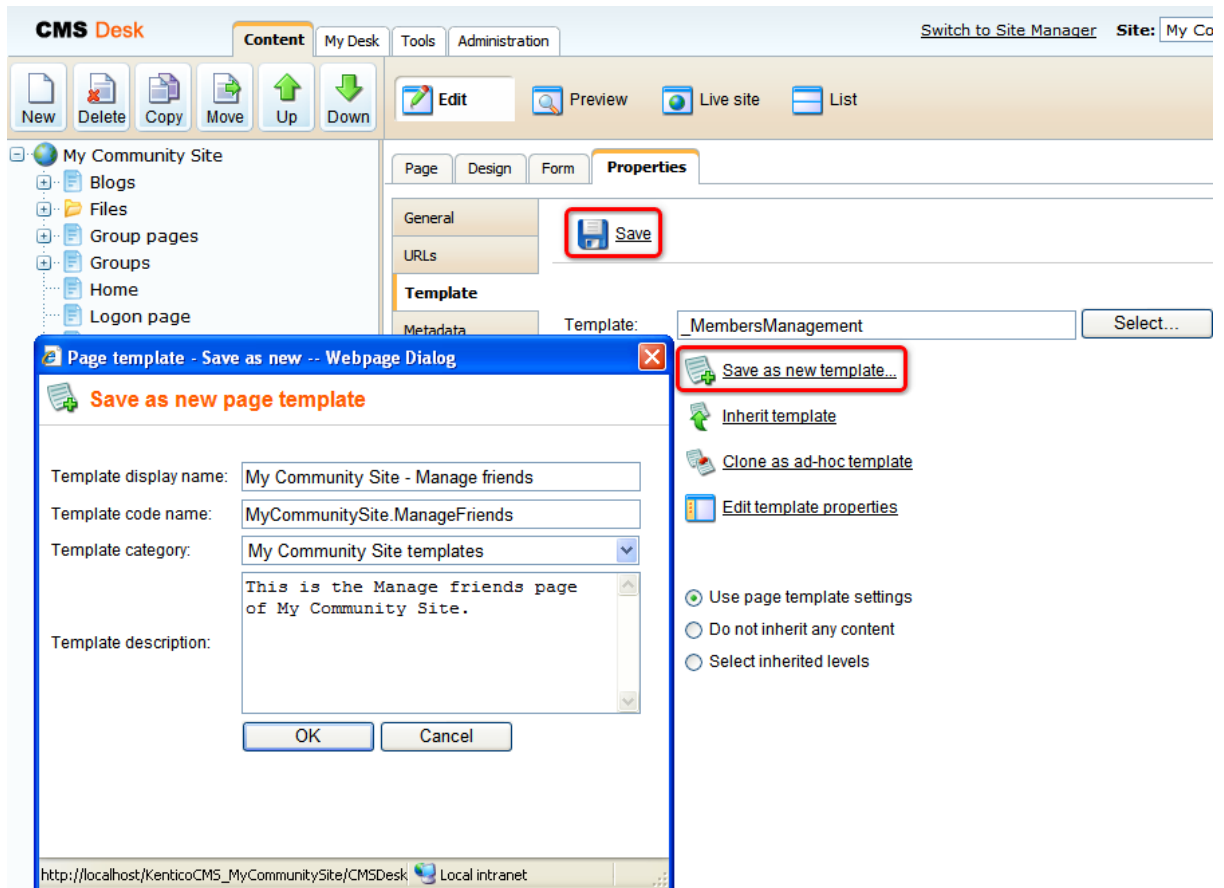 CMS Desk
Content
My Desk
Tools
Administration
Switch to Site Manager
Site: My Co
New
Delete
Copy
Move
Up
Down
Edit
Preview
Live site
List
My Community Site
Blogs
Files
Group pages
Groups
Home
Logon page
Page
Design
Form
Properties
General
URLs
Template
Metadata
Save
Template:
_MembersManagement
Select...
Save as new template...
Inherit template
Clone as ad-hoc template
Edit template properties
Use page template settings
Do not inherit any content
Select inherited levels
Page template - Save as new -- Webpage Dialog
Save as new page template
Template display name:
My Community Site - Manage friends
Template code name:
MyCommunitySite.ManageFriends
Template category:
My Community Site templates
Template description:
This is the Manage friends page
of My Community Site.
OK
Cancel
http://localhost/KenticoCMS_MyCommunitySite/CMSDesk
Local intranet